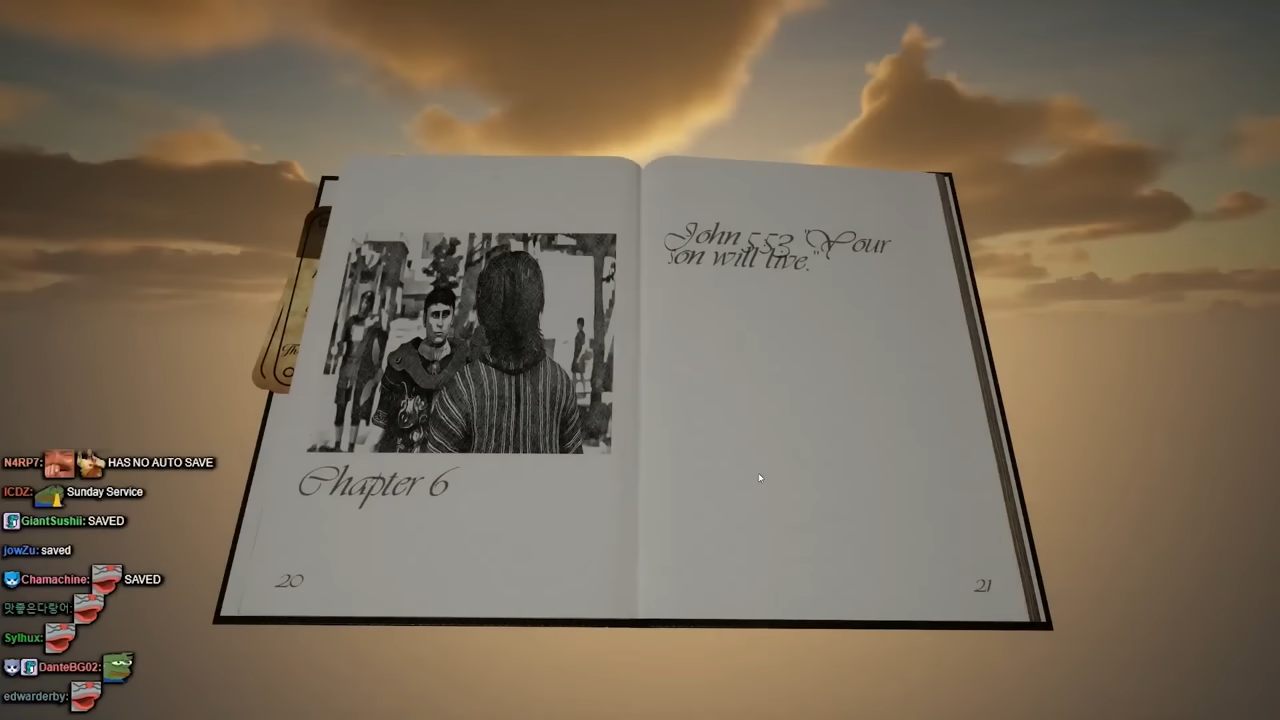 John 5 53 "Your
son will live."
Chapter 6
20
21
N4RP7: HAS NO AUTO SAVE
ICDZ: Sunday Service
GiantSushii: SAVED
jowZu: saved
Chamachine: SAVED
맛좋은다랑어:
Sylhux:
DanteBG02:
edwarderby: